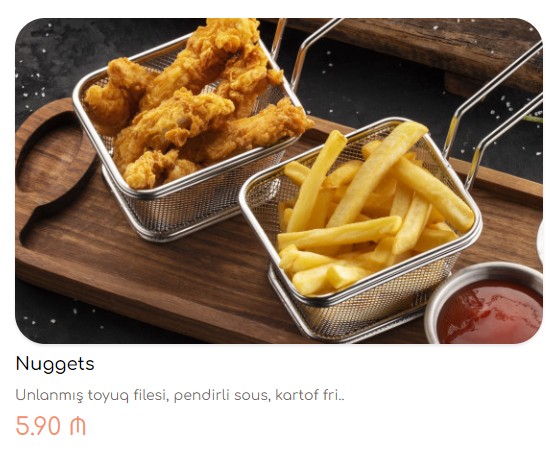 Nuggets
Unlanmış toyuq filesi, pendirli sous, kartof fri..
5.90 ₼